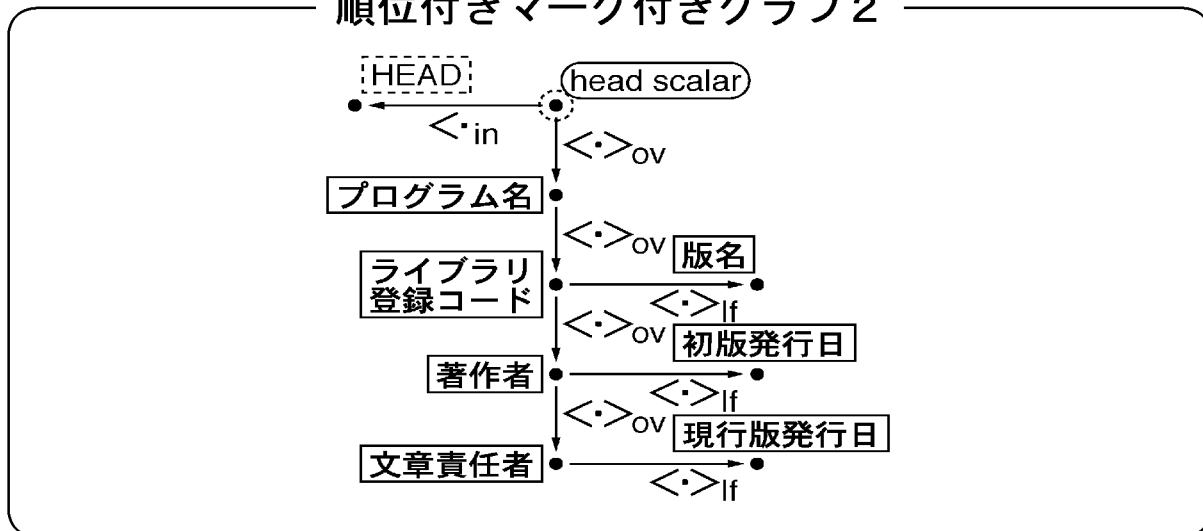 順位付きマーク付きグラフ2
HEAD
head scalar
<·in
<·>ov
プログラム名
<·>ov
版名
ライブラリ
登録コード
<·>lf
<·>ov
初版発行日
著作者
<·>lf
<·>ov
現行版発行日
文章責任者
<·>lf